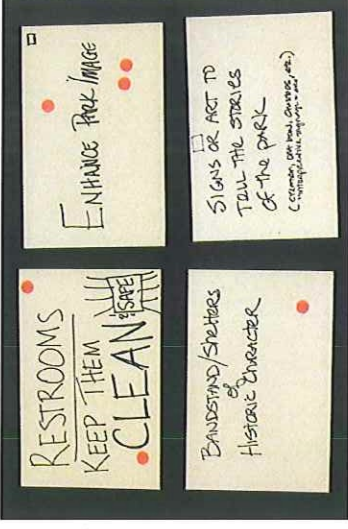 RESTROOMS
KEEP THEM
CLEAN & SAFE
ENHANCE PARK IMAGE
BANDSTAND/SHELTERS
of
HISTORIC CHARACTER
SIGNS OR ART TO
TELL THE STORIES
OF THE PARK
etc.)